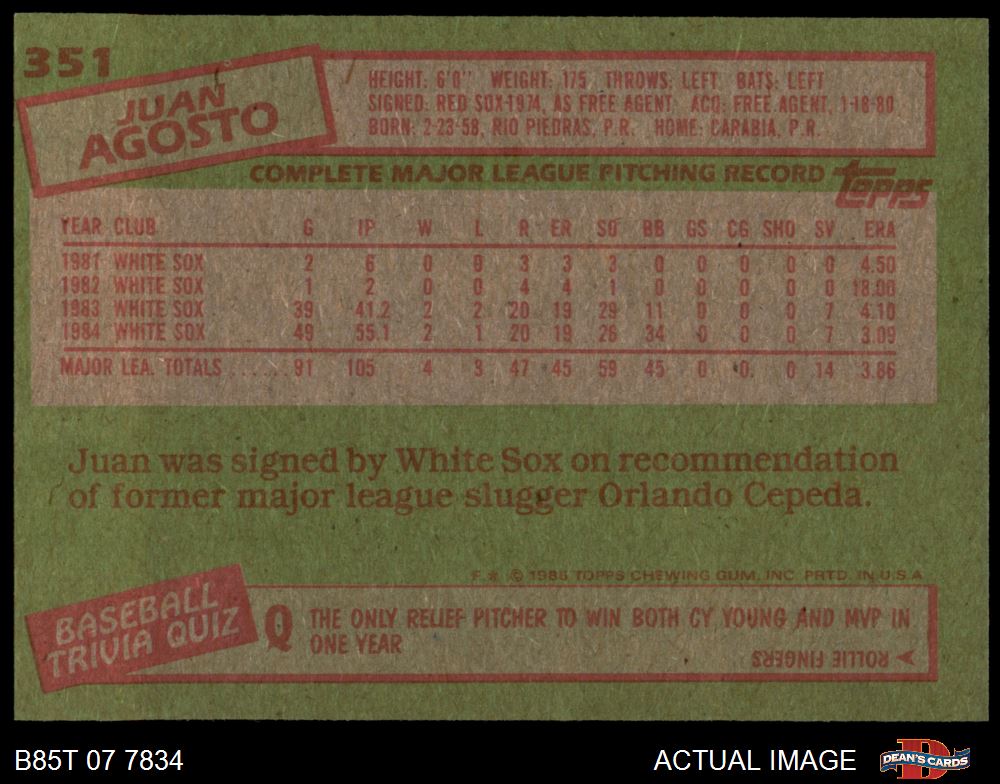 351
JUAN
AGOSTO
HEIGHT: 6'0" WEIGHT: 175 THROWS: LEFT BATS: LEFT
SIGNED: RED SOX-1974, AS FREE AGENT ACQ: FREE AGENT, 1-18-80
BORN: 2-23-58, RIO PIEDRAS, P.R. HOME: CARABIA, P.R.
COMPLETE MAJOR LEAGUE PITCHING RECORD topps
YEAR CLUB G IP W L R ER SO BB GS CG SHO SV ERA
1981 WHITE SOX 2 6 0 0 3 3 3 0 0 0 0 0 4.50
1982 WHITE SOX 1 2 0 0 4 4 1 0 0 0 0 0 18.00
1983 WHITE SOX 39 41.2 2 2 20 19 29 11 0 0 0 7 4.10
1984 WHITE SOX 49 55.1 2 1 20 19 26 34 0 0 0 7 3.09
MAJOR LEA. TOTALS ...... 91 105 4 3 47 45 59 45 0 0 0 14 3.86
Juan was signed by White Sox on recommendation
of former major league slugger Orlando Cepeda.
F * © 1985 TOPPS CHEWING GUM, INC. PRTD. IN U.S.A.
BASEBALL
TRIVIA QUIZ
Q THE ONLY RELIEF PITCHER TO WIN BOTH CY YOUNG AND MVP IN
ONE YEAR
ROLLIE FINGERS
B85T 07 7834 ACTUAL IMAGE DEAN'S CARDS